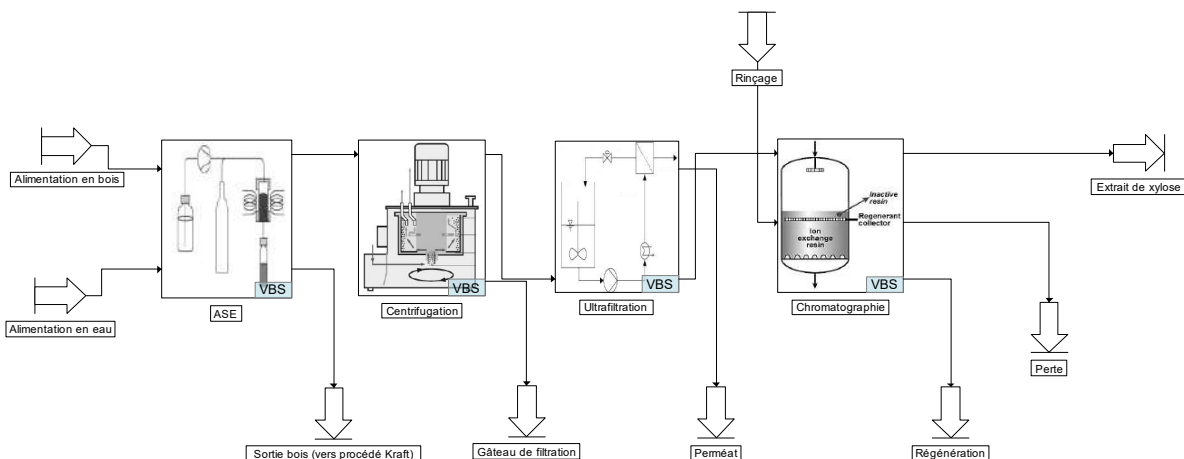 Rinçage
Alimentation en bois
Extrait de xylose
Inactive
resin
Regenerant
collector
Ion
exchange
resin
VBS
VBS
VBS
VBS
ASE
Centrifugation
Ultrafiltration
Chromatographie
Alimentation en eau
Perte
Sortie bois (vers procédé Kraft)
Gâteau de filtration
Perméat
Régénération